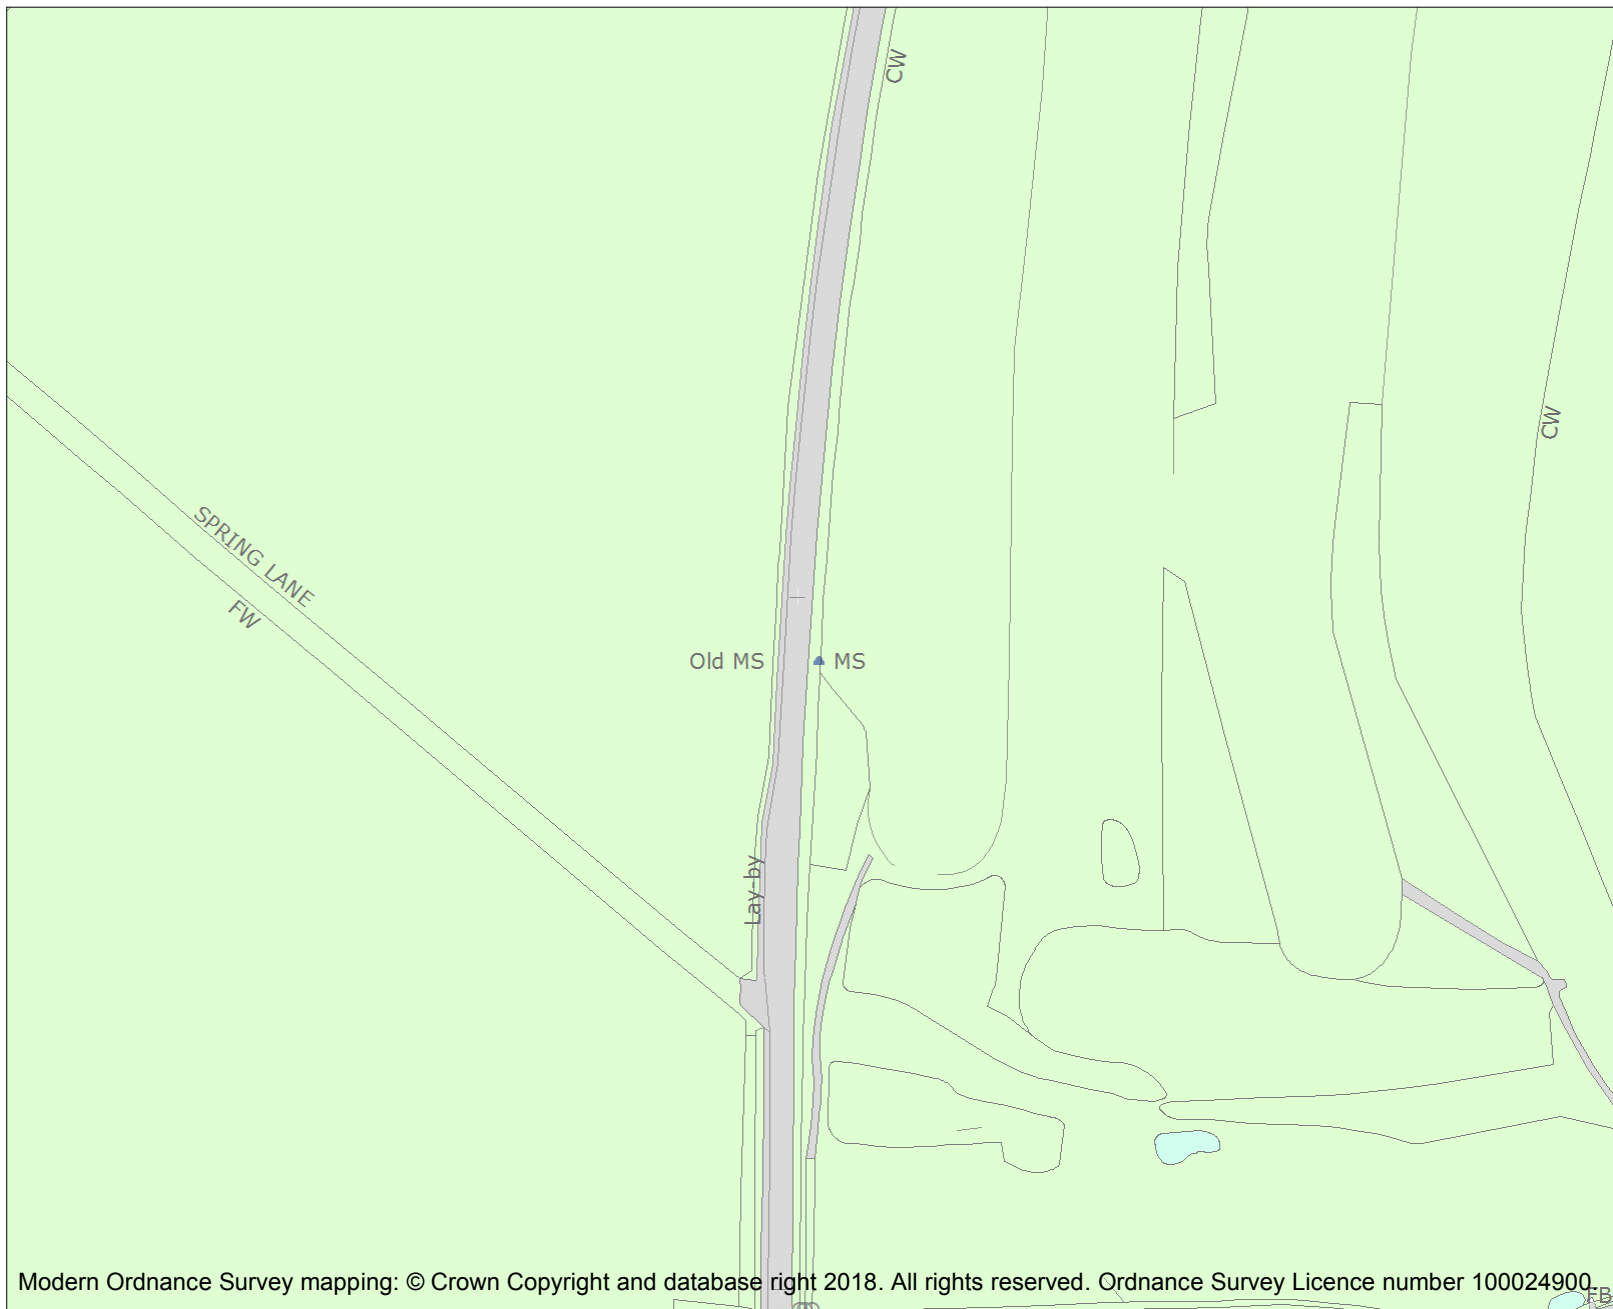 CW
CW
SPRING LANE
FW
Old MS
MS
Lay-by
Modern Ordnance Survey mapping: © Crown Copyright and database right 2018. All rights reserved. Ordnance Survey Licence number 100024900.
FB